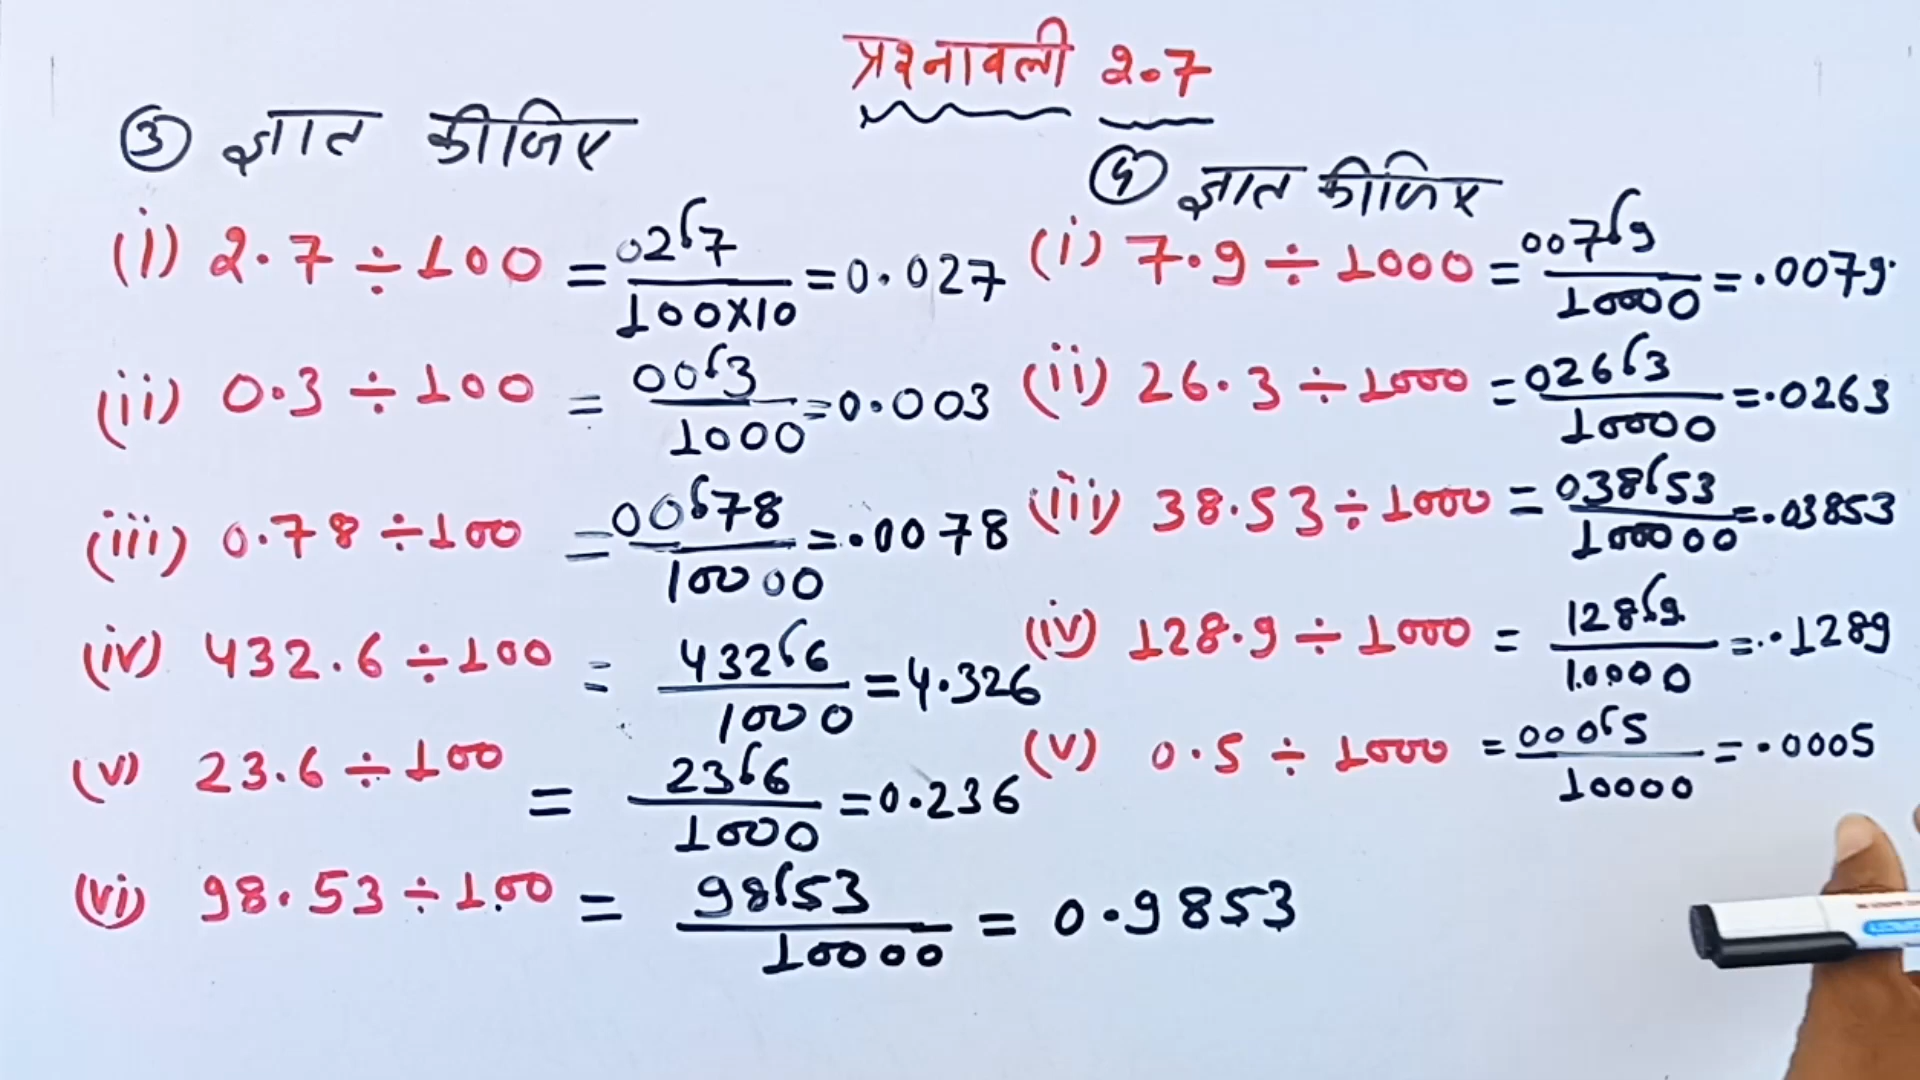 प्रश्नावली 2.7
③ ज्ञात कीजिए
(i) 2.7 ÷ 100 = 027/100×10 = 0.027
(ii) 0.3 ÷ 100 = 003/1000 = 0.003
(iii) 0.78 ÷ 100 = 0078/10000 = .0078
(iv) 432.6 ÷ 100 = 4326/1000 = 4.326
(v) 23.6 ÷ 100 = 236/1000 = 0.236
(vi) 98.53 ÷ 100 = 9853/10000 = 0.9853
ज्ञात कीजिए
(i) 7.9 ÷ 1000 = 0079/10000 = .0079
(ii) 26.3 ÷ 1000 = 0263/10000 = .0263
(iii) 38.53 ÷ 1000 = 03853/100000 = .03853
(iv) 128.9 ÷ 1000 = 1289/10000 = .1289
(v) 0.5 ÷ 1000 = 0005/10000 = .0005